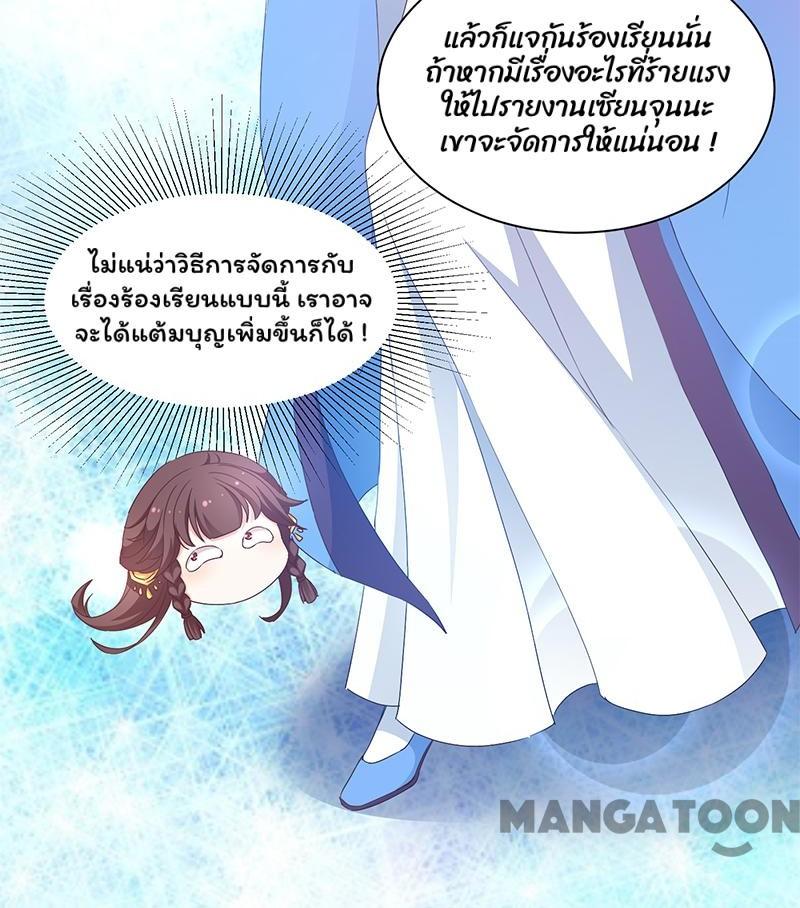 แล้วก็แจกันร้องเรียนนั่น
ถ้าหากมีเรื่องอะไรที่ร้ายแรง
ให้ไปรายงานเซียนจุนนะ
เขาจะจัดการให้แน่นอน !
ไม่แน่ว่าวิธีการจัดการกับ
เรื่องร้องเรียนแบบนี้ เราอาจ
จะได้แต้มบุญเพิ่มขึ้นก็ได้ !
MANGATOON